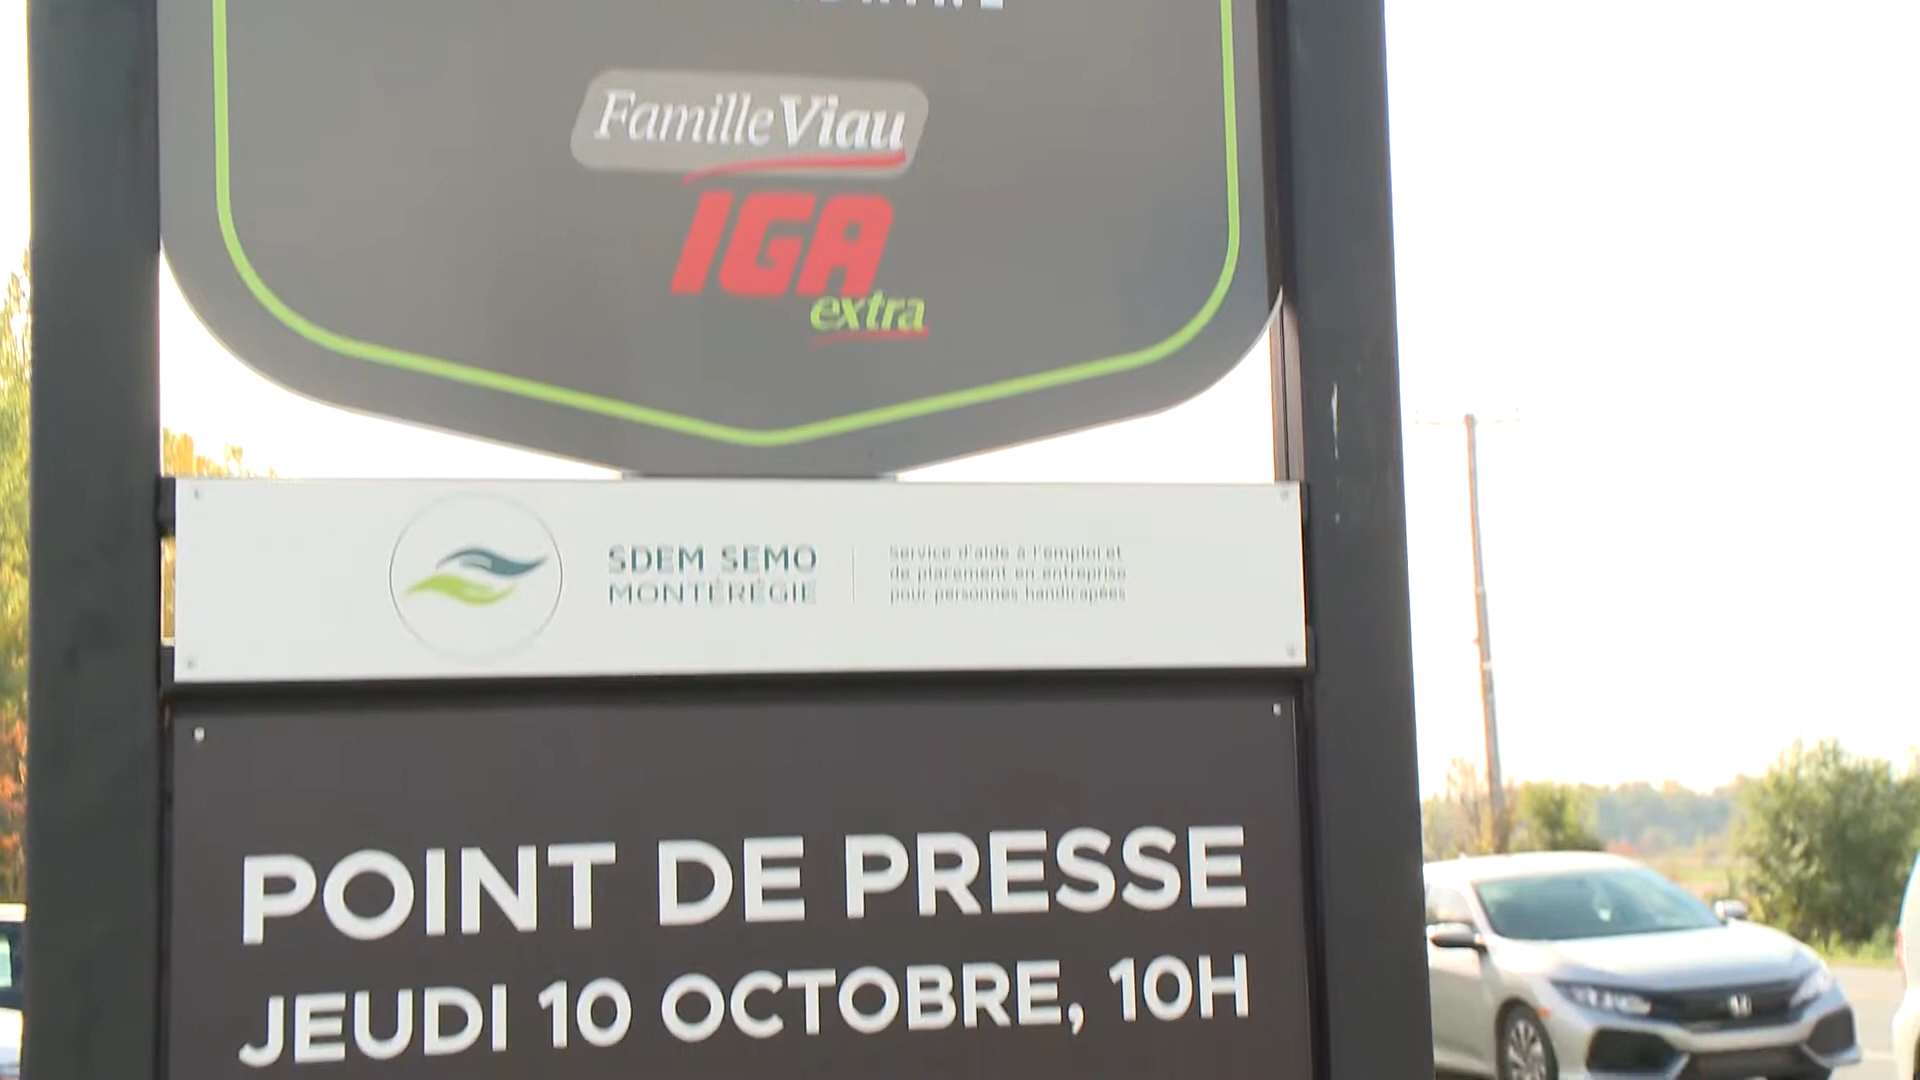 Famille Viau
IGA
extra
SDEM SEMO
MONTÉRÉGIE
Service d'aide à l'emploi et
de placement en entreprise
pour personnes handicapées
POINT DE PRESSE
JEUDI 10 OCTOBRE, 10H